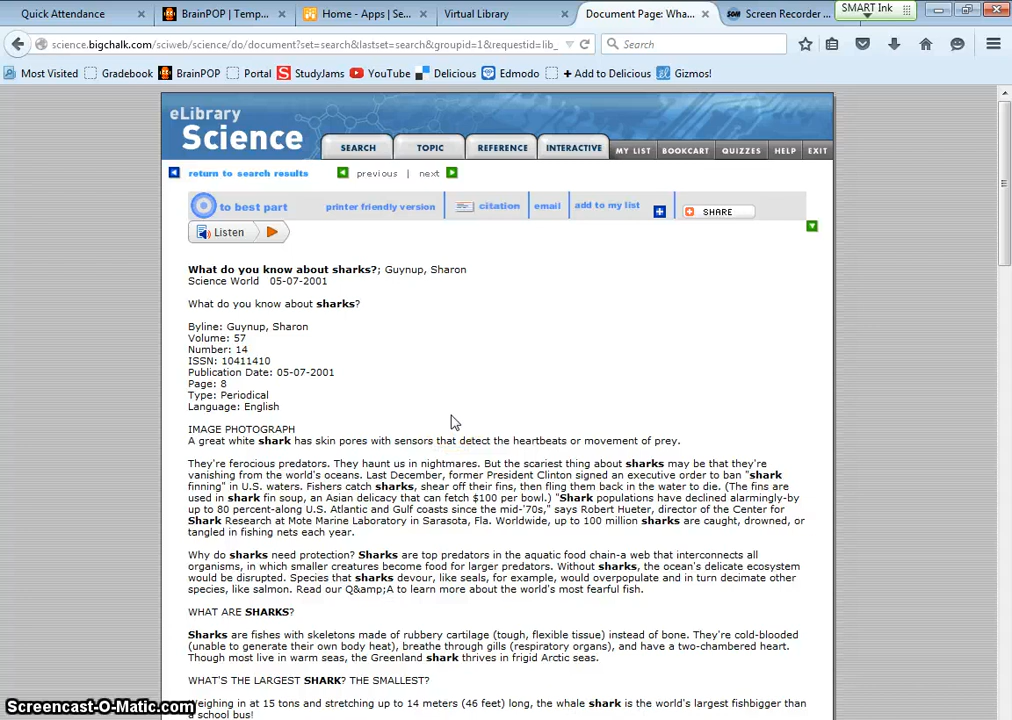 Quick Attendance
BrainPOP | Temp...
Home - Apps | Se...
Virtual Library
Document Page: Wha...
Screen Recorder ...
SMART Ink
science.bigchalk.com/sciweb/science/do/document?set=search&lastset=search&groupid=1&requestid=lib_
Search
Most Visited
Gradebook
BrainPOP
Portal
StudyJams
YouTube
Delicious
Edmodo
+ Add to Delicious
Gizmos!
eLibrary
Science
SEARCH
TOPIC
REFERENCE
INTERACTIVE
MY LIST
BOOKCART
QUIZZES
HELP
EXIT
return to search results
previous | next
to best part
printer friendly version
citation
email
add to my list
SHARE
Listen
What do you know about sharks?; Guynup, Sharon
Science World 05-07-2001
What do you know about sharks?
Byline: Guynup, Sharon
Volume: 57
Number: 14
ISSN: 10411410
Publication Date: 05-07-2001
Page: 8
Type: Periodical
Language: English
IMAGE PHOTOGRAPH
A great white shark has skin pores with sensors that detect the heartbeats or movement of prey.
They're ferocious predators. They haunt us in nightmares. But the scariest thing about sharks may be that they're
vanishing from the world's oceans. Last December, former President Clinton signed an executive order to ban "shark
finning" in U.S. waters. Fishers catch sharks, shear off their fins, then fling them back in the water to die. (The fins are
used in shark fin soup, an Asian delicacy that can fetch $100 per bowl.) "Shark populations have declined alarmingly-by
up to 80 percent-along U.S. Atlantic and Gulf coasts since the mid-'70s," says Robert Hueter, director of the Center for
Shark Research at Mote Marine Laboratory in Sarasota, Fla. Worldwide, up to 100 million sharks are caught, drowned, or
tangled in fishing nets each year.
Why do sharks need protection? Sharks are top predators in the aquatic food chain-a web that interconnects all
organisms, in which smaller creatures become food for larger predators. Without sharks, the ocean's delicate ecosystem
would be disrupted. Species that sharks devour, like seals, for example, would overpopulate and in turn decimate other
species, like salmon. Read our Q&amp;A to learn more about the world's most fearful fish.
WHAT ARE SHARKS?
Sharks are fishes with skeletons made of rubbery cartilage (tough, flexible tissue) instead of bone. They're cold-blooded
(unable to generate their own body heat), breathe through gills (respiratory organs), and have a two-chambered heart.
Though most live in warm seas, the Greenland shark thrives in frigid Arctic seas.
WHAT'S THE LARGEST SHARK? THE SMALLEST?
Weighing in at 15 tons and stretching up to 14 meters (46 feet) long, the whale shark is the world's largest fishbigger than
a school bus!
Screencast-O-Matic.com